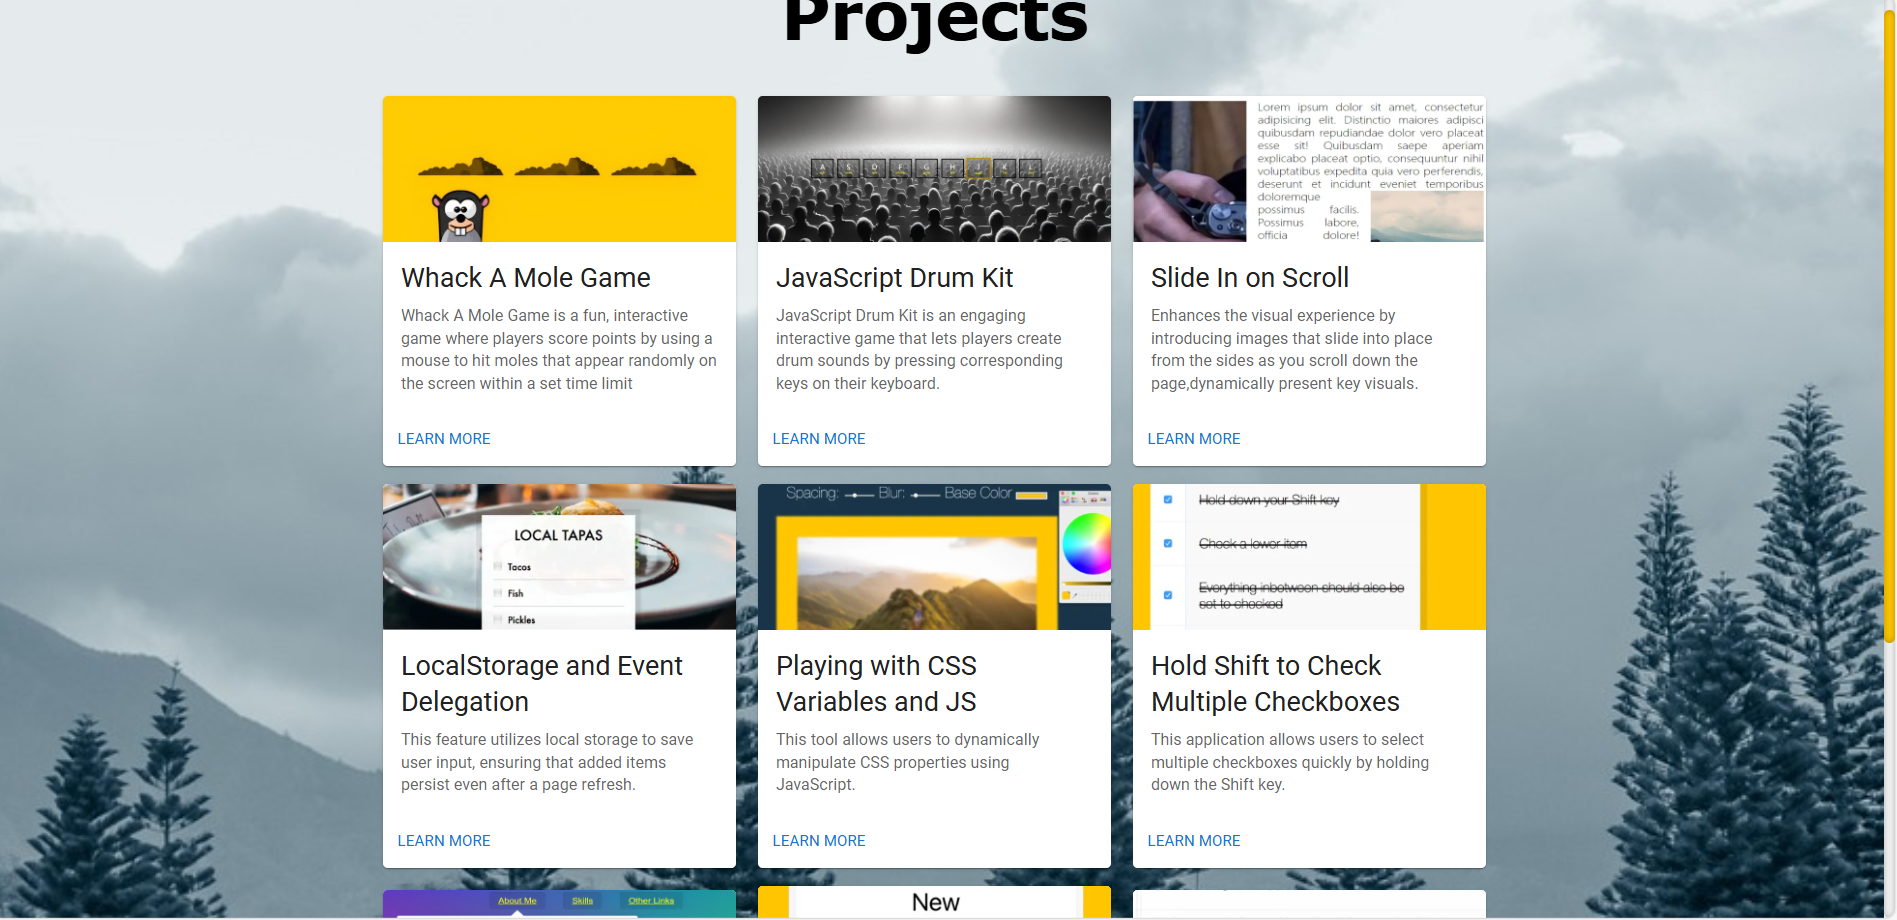 Projects
Lorem ipsum dolor sit amet, consectetur
adipisicing elit. Distinctio maiores adipisci
quibusdam repudiandae dolor vero placeat
esse sit! Quibusdam saepe aperiam
explicabo placeat optio, consequuntur nihil
voluptatibus expedita quia vero perferendis,
deserunt et incidunt eveniet temporibus
doloremque
possimus facilis.
Possimus labore,
officia dolore!
A S D F G H J K L
Whack A Mole Game
Whack A Mole Game is a fun, interactive
game where players score points by using a
mouse to hit moles that appear randomly on
the screen within a set time limit
LEARN MORE
JavaScript Drum Kit
JavaScript Drum Kit is an engaging
interactive game that lets players create
drum sounds by pressing corresponding
keys on their keyboard.
LEARN MORE
Slide In on Scroll
Enhances the visual experience by
introducing images that slide into place
from the sides as you scroll down the
page,dynamically present key visuals.
LEARN MORE
LOCAL TAPAS
Tacos
Fish
Pickles
LocalStorage and Event
Delegation
This feature utilizes local storage to save
user input, ensuring that added items
persist even after a page refresh.
LEARN MORE
Spacing: Blur: Base Color
Playing with CSS
Variables and JS
This tool allows users to dynamically
manipulate CSS properties using
JavaScript.
LEARN MORE
Hold down your Shift key
Check a lower item
Everything inbetween should also be
set to checked
Hold Shift to Check
Multiple Checkboxes
This application allows users to select
multiple checkboxes quickly by holding
down the Shift key.
LEARN MORE
About Me Skills Other Links
New